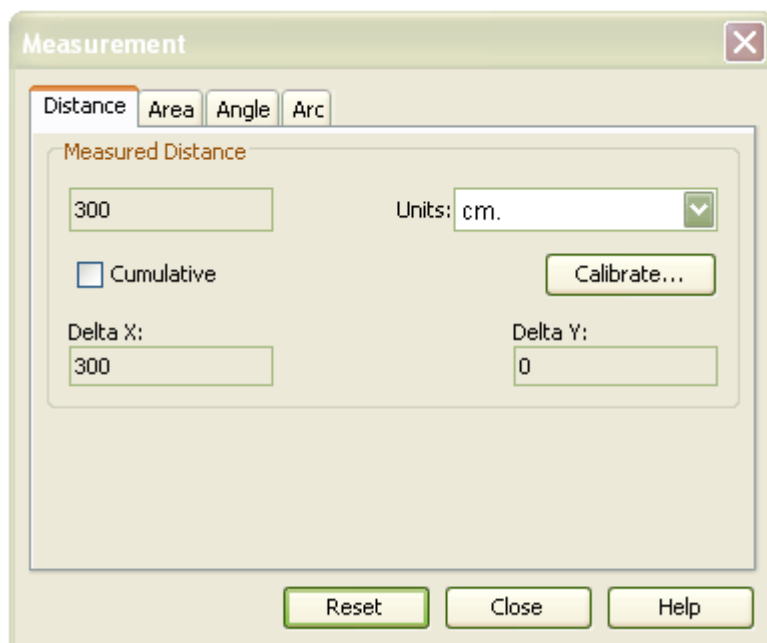 Measurement
Distance Area Angle Arc
Measured Distance
300 Units: cm.
Cumulative Calibrate...
Delta X: Delta Y:
300 0
Reset Close Help